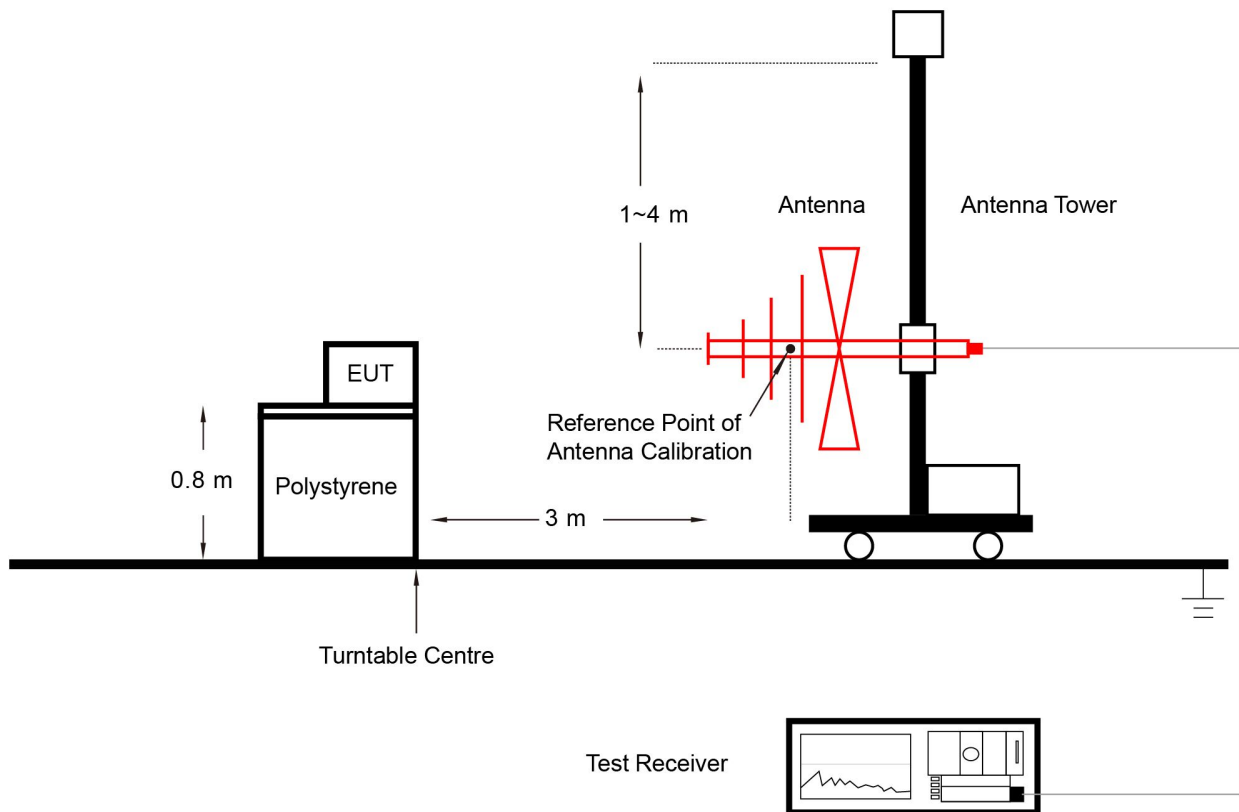 1~4 m
Antenna
Antenna Tower
EUT
Reference Point of
Antenna Calibration
0.8 m
Polystyrene
3 m
Turntable Centre
Test Receiver